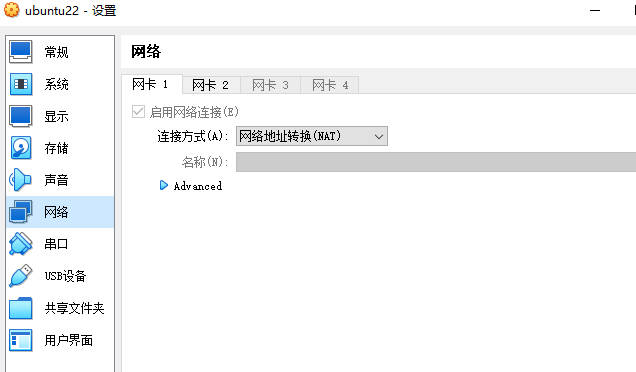 ubuntu22 - 设置
常规
系统
显示
存储
声音
网络
串口
USB设备
共享文件夹
用户界面
网络
网卡 1 网卡 2 网卡 3 网卡 4
启用网络连接(E)
连接方式(A): 网络地址转换(NAT)
名称(N):
Advanced